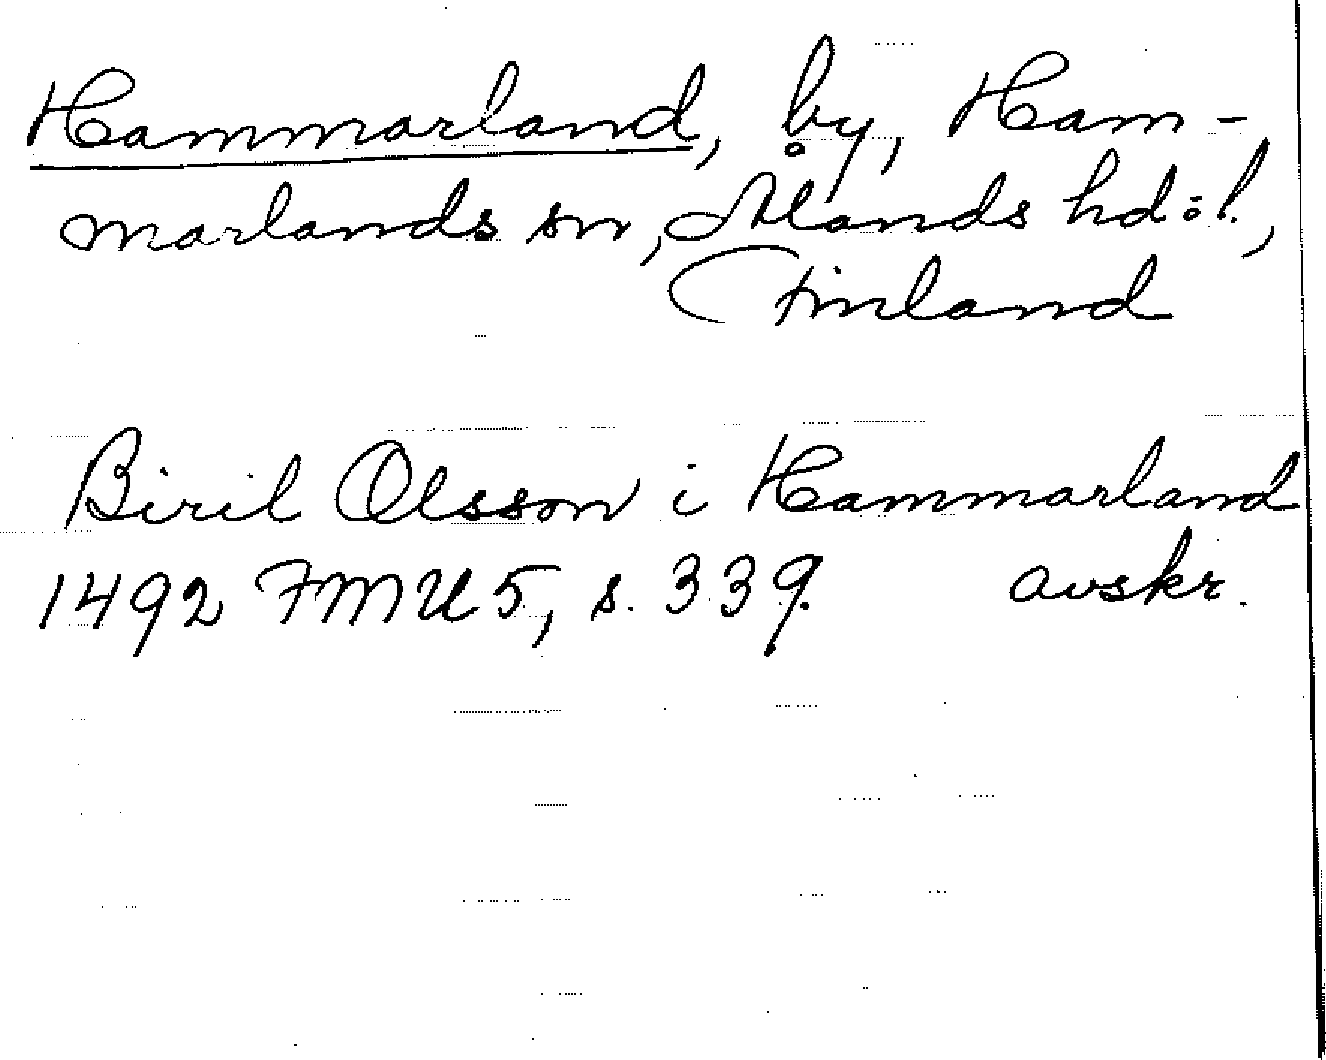 Hammarland, by, Ham-
marlands sn, Ålands hd:l.,
Finland
Biril Olsson i Hammarland
1492 FMU 5, s. 339. avskr.